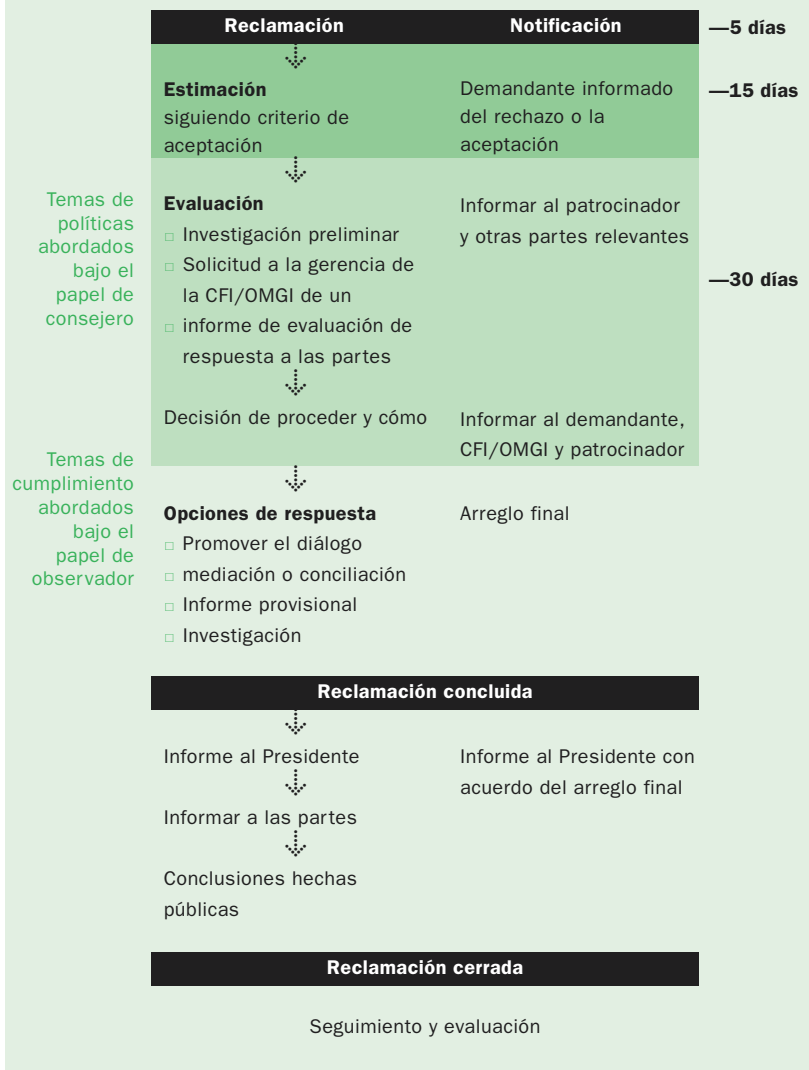 Reclamación
Notificación
—5 días
Estimación
siguiendo criterio de
aceptación
Demandante informado
del rechazo o la
aceptación
—15 días
Temas de
políticas
abordados
bajo el
papel de
consejero
Evaluación
□ Investigación preliminar
□ Solicitud a la gerencia de
la CFI/OMGI de un
□ informe de evaluación de
respuesta a las partes
Informar al patrocinador
y otras partes relevantes
—30 días
Decisión de proceder y cómo
Informar al demandante,
CFI/OMGI y patrocinador
Temas de
cumplimiento
abordados
bajo el
papel de
observador
Opciones de respuesta
□ Promover el diálogo
□ mediación o conciliación
□ Informe provisional
□ Investigación
Arreglo final
Reclamación concluida
Informe al Presidente
Informar a las partes
Conclusiones hechas
públicas
Informe al Presidente con
acuerdo del arreglo final
Reclamación cerrada
Seguimiento y evaluación